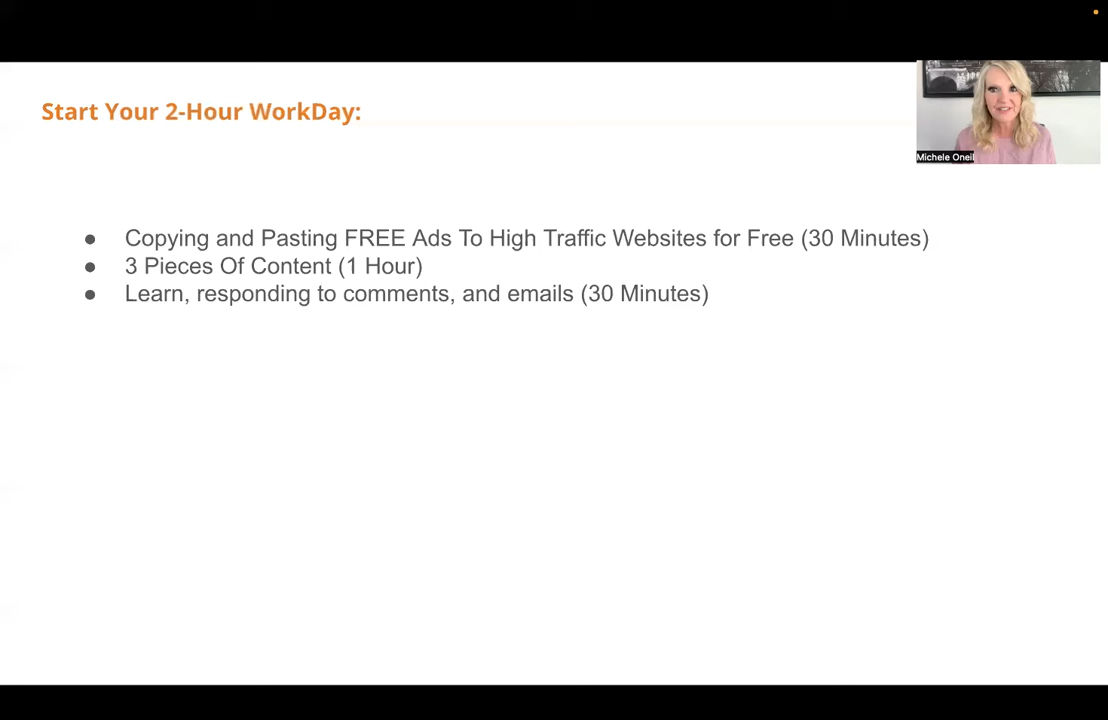 Start Your 2-Hour WorkDay:
Michele Oneil
● Copying and Pasting FREE Ads To High Traffic Websites for Free (30 Minutes)
● 3 Pieces Of Content (1 Hour)
● Learn, responding to comments, and emails (30 Minutes)